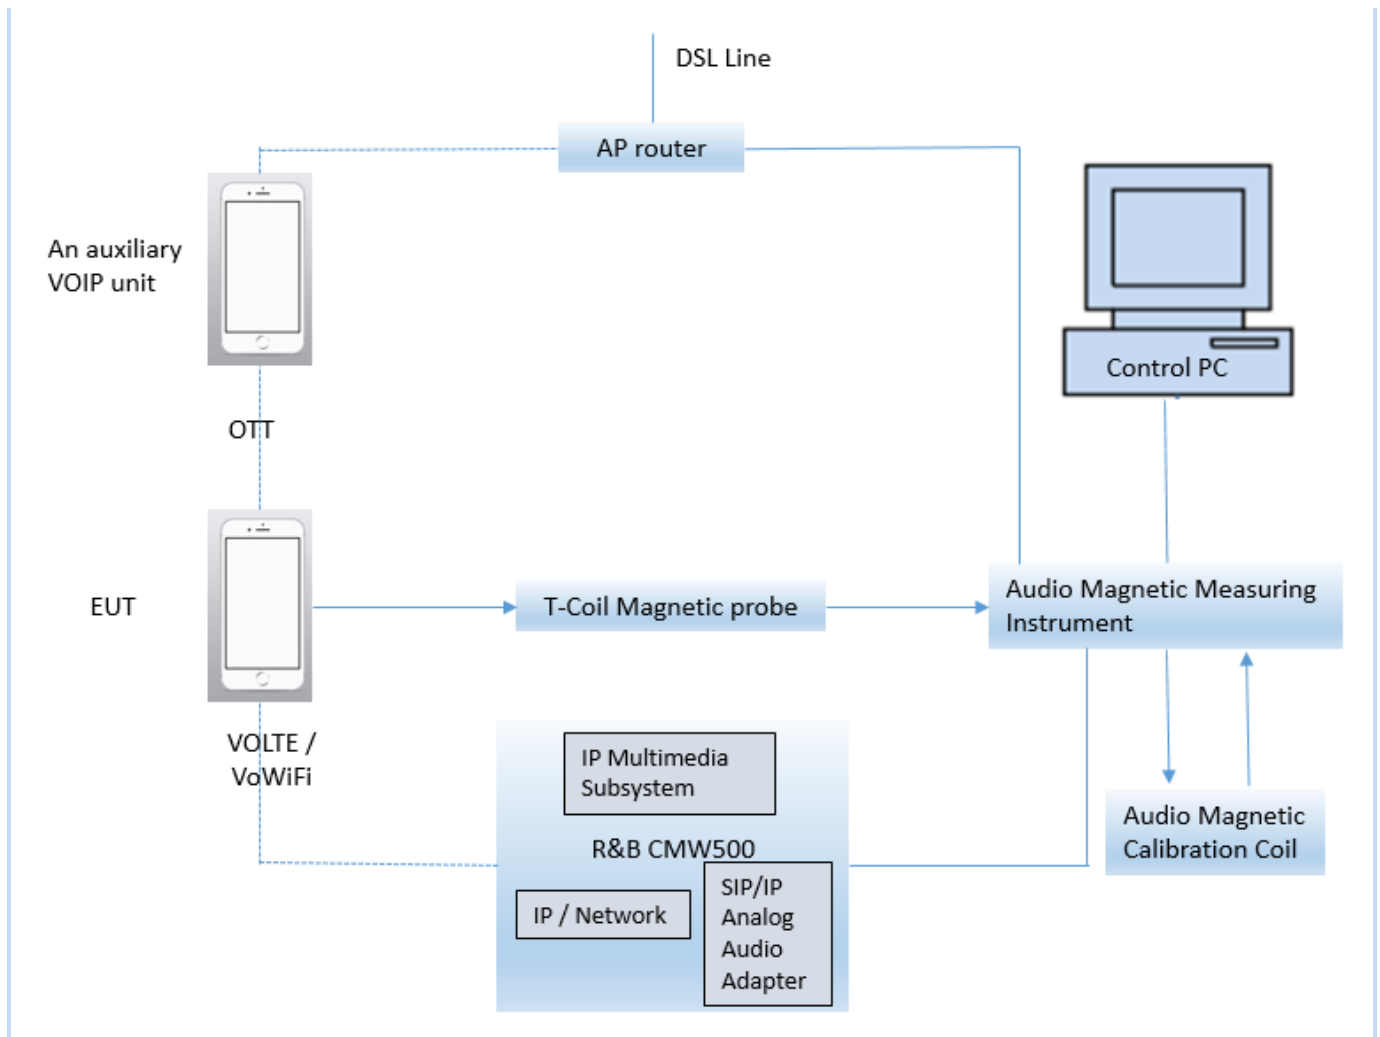 DSL Line
AP router
An auxiliary
VOIP unit
Control PC
OTT
EUT
T-Coil Magnetic probe
Audio Magnetic Measuring
Instrument
VOLTE /
VoWiFi
IP Multimedia
Subsystem
R&B CMW500
IP / Network
SIP/IP
Analog
Audio
Adapter
Audio Magnetic
Calibration Coil